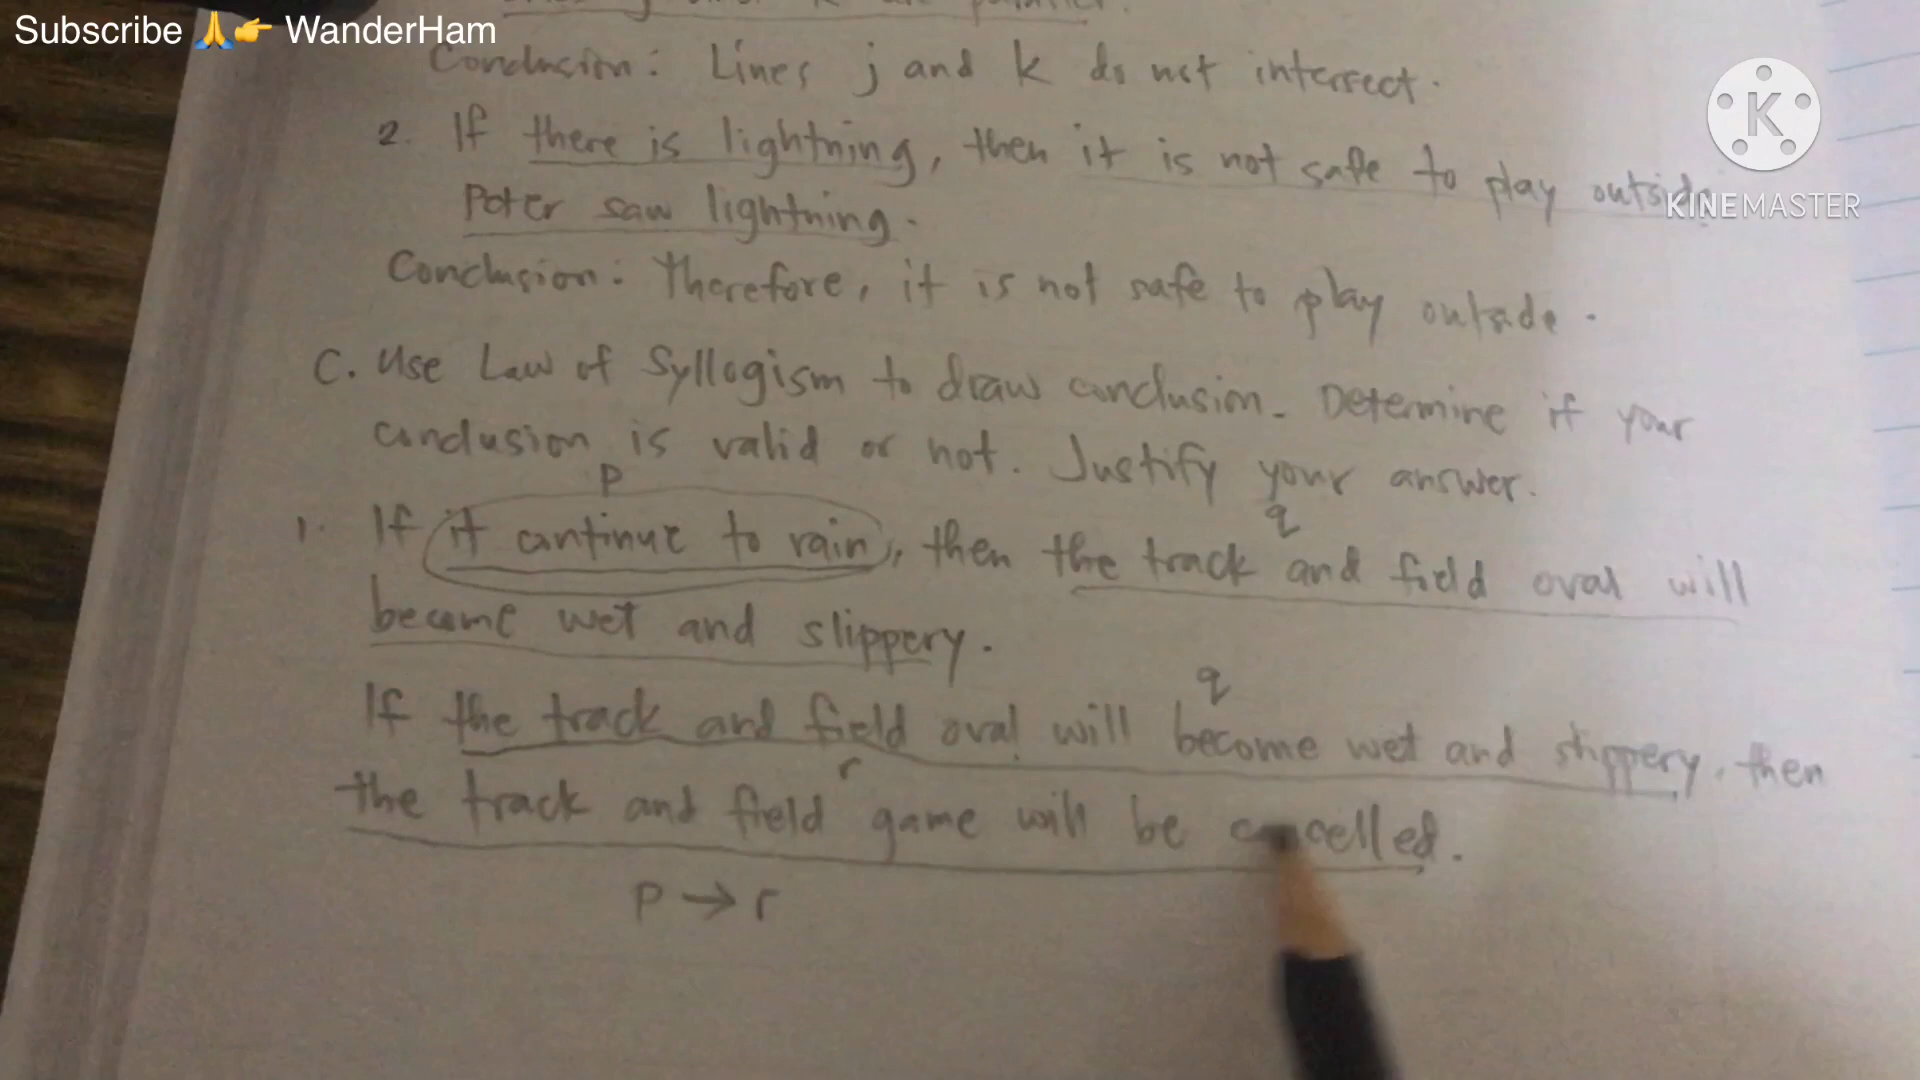 Subscribe 🙏👉 WanderHam
Conclusion: Lines j and k do not intersect.
2. If there is lightning, then it is not safe to play outside
KINEMASTER
Peter saw lightning.
Conclusion: Therefore, it is not safe to play outside.
C. Use Law of Syllogism to draw conclusion. Determine if your
conclusion is valid or not. Justify your answer.
p
q
1. If it continue to rain, then the track and field oval will
become wet and slippery.
q
If the track and field oval will become wet and slippery, then
r
the track and field game will be cancelled.
p → r